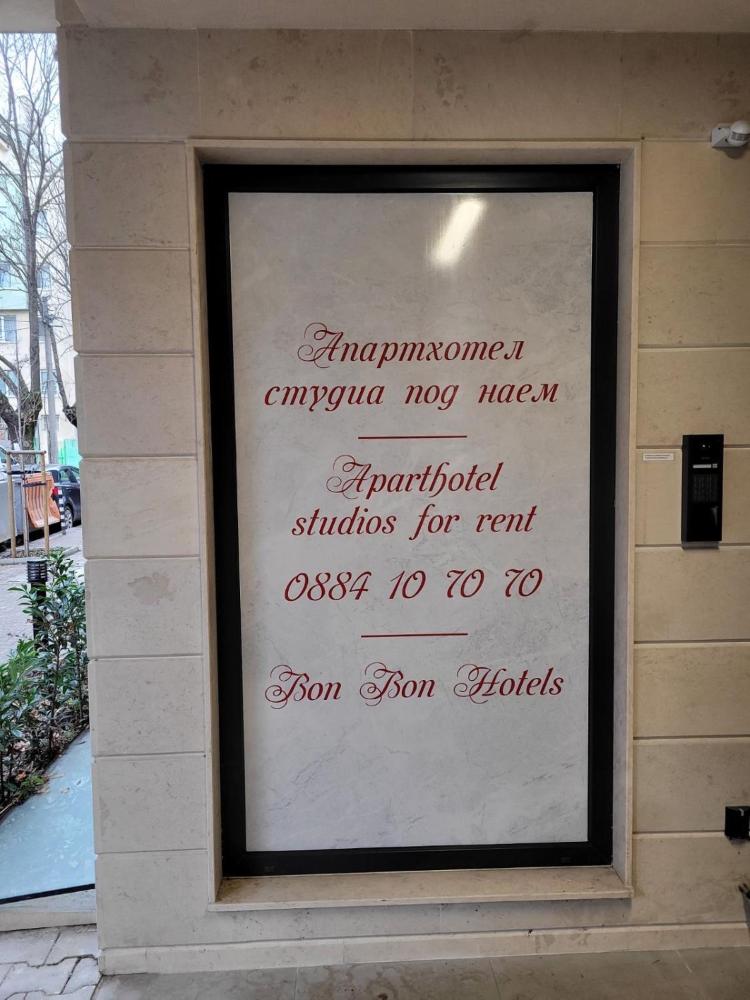 Апартхотел
студиа под наем
Aparthotel
studios for rent
0884 10 70 70
Bon Bon Hotels